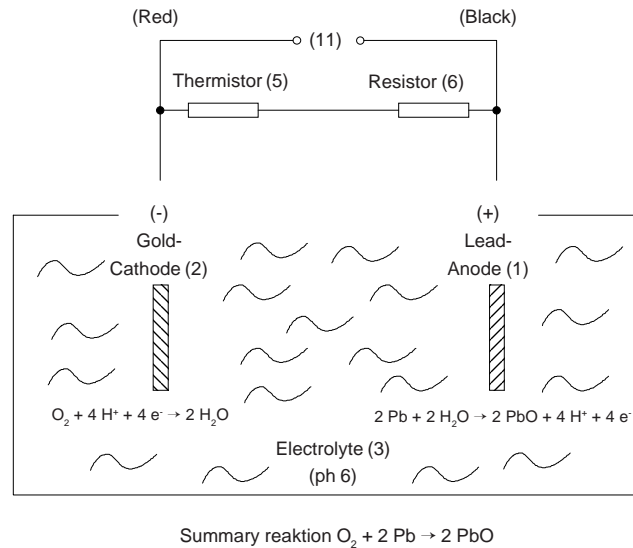 (Red) (Black)
(11)
Thermistor (5) Resistor (6)
(-) (+)
Gold- Lead-
Cathode (2) Anode (1)
O₂ + 4 H⁺ + 4 e⁻ → 2 H₂O 2 Pb + 2 H₂O → 2 PbO + 4 H⁺ + 4 e⁻
Electrolyte (3)
(ph 6)
Summary reaktion O₂ + 2 Pb → 2 PbO